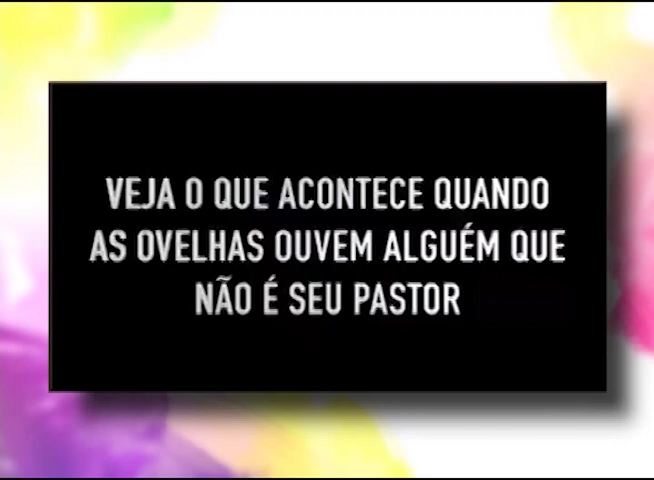 VEJA O QUE ACONTECE QUANDO
AS OVELHAS OUVEM ALGUÉM QUE
NÃO É SEU PASTOR